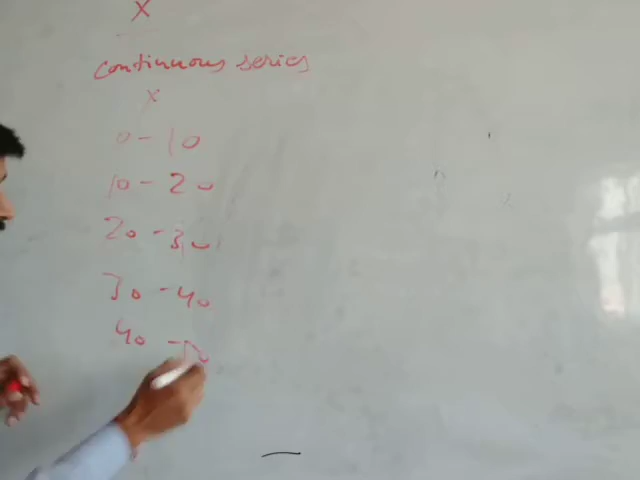 X
Continuous series
X
0 - 10
10 - 20
20 - 30
30 - 40
40 - 50